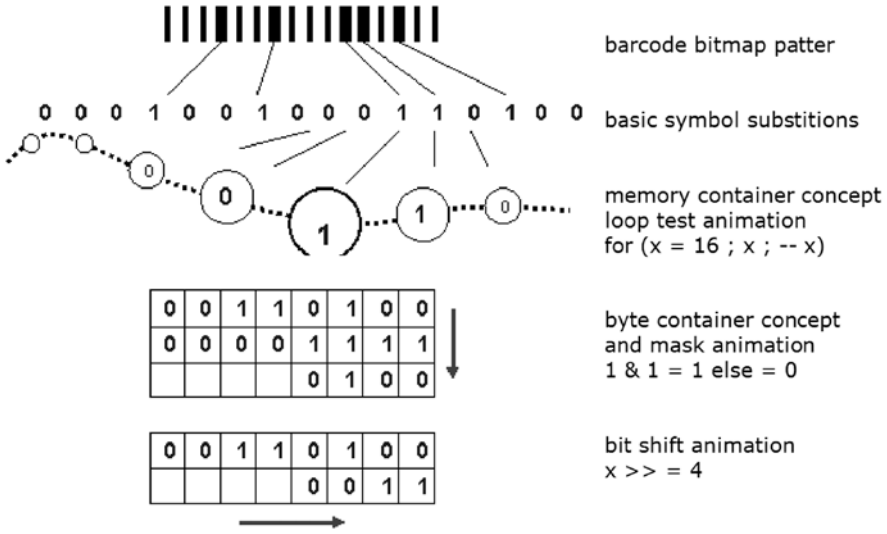 barcode bitmap patter
0 0 0 1 0 0 1 0 0 0 1 1 0 1 0 0
basic symbol substitions
0
0
1
1
0
memory container concept
loop test animation
for (x = 16 ; x ; -- x)
0 0 1 1 0 1 0 0
0 0 0 0 1 1 1 1
0 1 0 0
byte container concept
and mask animation
1 & 1 = 1 else = 0
0 0 1 1 0 1 0 0
0 0 1 1
bit shift animation
x >> = 4